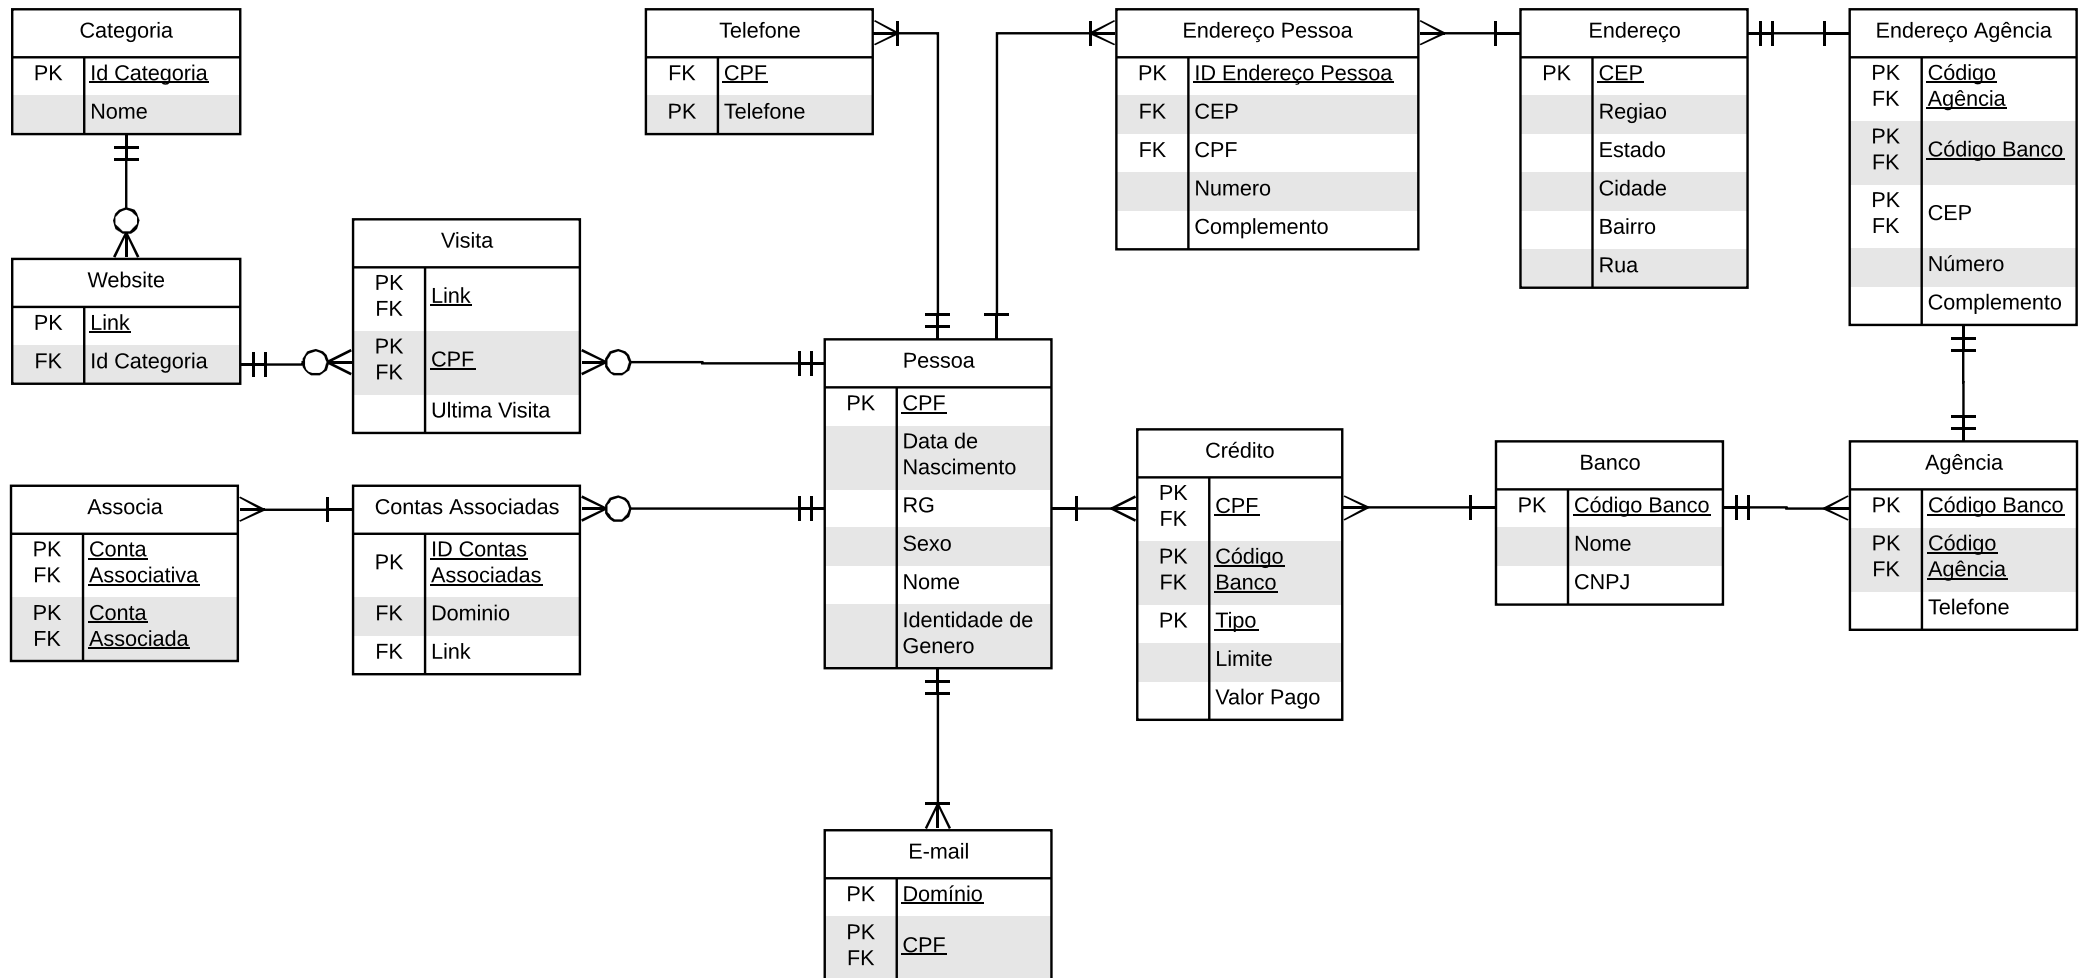 Categoria
PK Id Categoria
Nome
Telefone
FK CPF
PK Telefone
Endereço Pessoa
PK ID Endereço Pessoa
FK CEP
FK CPF
Numero
Complemento
Endereço
PK CEP
Regiao
Estado
Cidade
Bairro
Rua
Endereço Agência
PK Código
FK Agência
PK
FK
Código Banco
PK
FK
CEP
Número
Complemento
Website
PK Link
FK Id Categoria
Visita
PK
FK
Link
PK
FK
CPF
Ultima Visita
Pessoa
PK CPF
Data de
Nascimento
RG
Sexo
Nome
Identidade de
Genero
Crédito
PK
FK
CPF
PK Código
FK Banco
PK Tipo
Limite
Valor Pago
Banco
PK Código Banco
Nome
CNPJ
Agência
PK Código Banco
PK Código
FK Agência
Telefone
Associa
PK Conta
FK Associativa
PK Conta
FK Associada
Contas Associadas
PK
ID Contas
Associadas
FK Dominio
FK Link
E-mail
PK Domínio
PK
FK
CPF